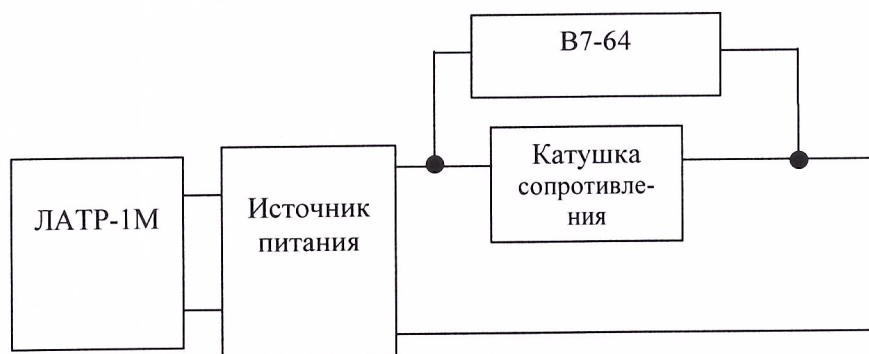 В7-64
Катушка
сопротивле-
ния
ЛАТР-1М
Источник
питания